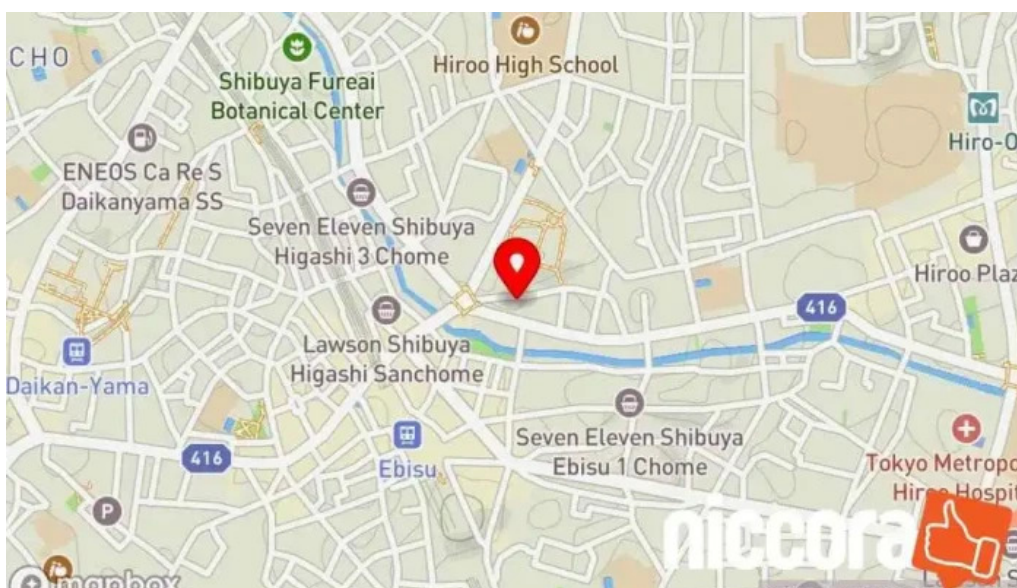 CHO
Shibuya Fureai
Botanical Center
Hiroo High School
Hiro-O
ENEOS Ca Re S
Daikanyama SS
Seven Eleven Shibuya
Higashi 3 Chome
Hiroo Plaz
416
Lawson Shibuya
Higashi Sanchome
Daikan-Yama
Seven Eleven Shibuya
Ebisu 1 Chome
416
Ebisu
Tokyo Metropo
Hiroo Hospit
P
niccora
mapbox